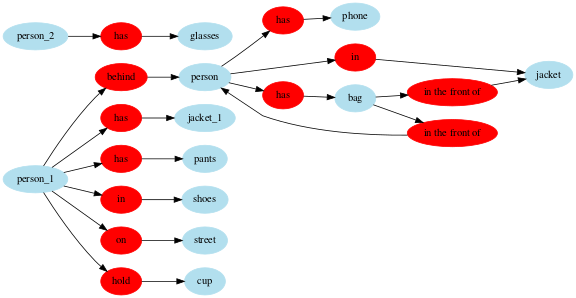 person_2 has glasses
has phone
behind person in jacket
has bag in the front of
in the front of
has jacket_1
person_1 has pants
in shoes
on street
hold cup